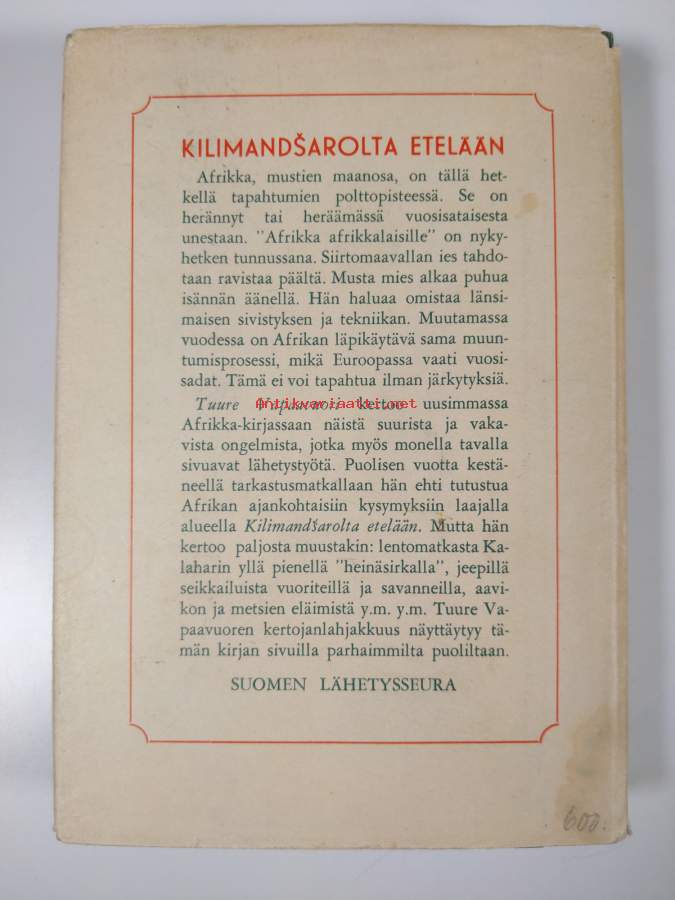 KILIMANDŠAROLTA ETELÄÄN
Afrikka, mustien maanosa, on tällä het-
kellä tapahtumien polttopisteessä. Se on
herännyt tai heräämässä vuosisataisesta
unestaan. "Afrikka afrikkalaisille" on nyky-
hetken tunnussana. Siirtomaavallan ies tahdo-
taan ravistaa päältä. Musta mies alkaa puhua
isännän äänellä. Hän haluaa omistaa länsi-
maisen sivistyksen ja tekniikan. Muutamassa
vuodessa on Afrikan läpikäytävä sama muun-
tumisprosessi, mikä Euroopassa vaati vuosi-
sadat. Tämä ei voi tapahtua ilman järkytyksiä.
Antikvariaatti.net
Tuure Vapaavuori kertoo uusimmassa
Afrikka-kirjassaan näistä suurista ja vaka-
vista ongelmista, jotka myös monella tavalla
sivuavat lähetystyötä. Puolisen vuotta kestä-
neellä tarkastusmatkallaan hän ehti tutustua
Afrikan ajankohtaisiin kysymyksiin laajalla
alueella Kilimandšarolta etelään. Mutta hän
kertoo paljosta muustakin: lentomatkasta Ka-
laharin yllä pienellä "heinäsirkalla", jeepillä
seikkailuista vuoriteillä ja savanneilla, aavi-
kon ja metsien eläimistä y.m. y.m. Tuure Va-
paavuoren kertojanlahjakkuus näyttäytyy tä-
män kirjan sivuilla parhaimmilta puoliltaan.
SUOMEN LÄHETYSSEURA
600.